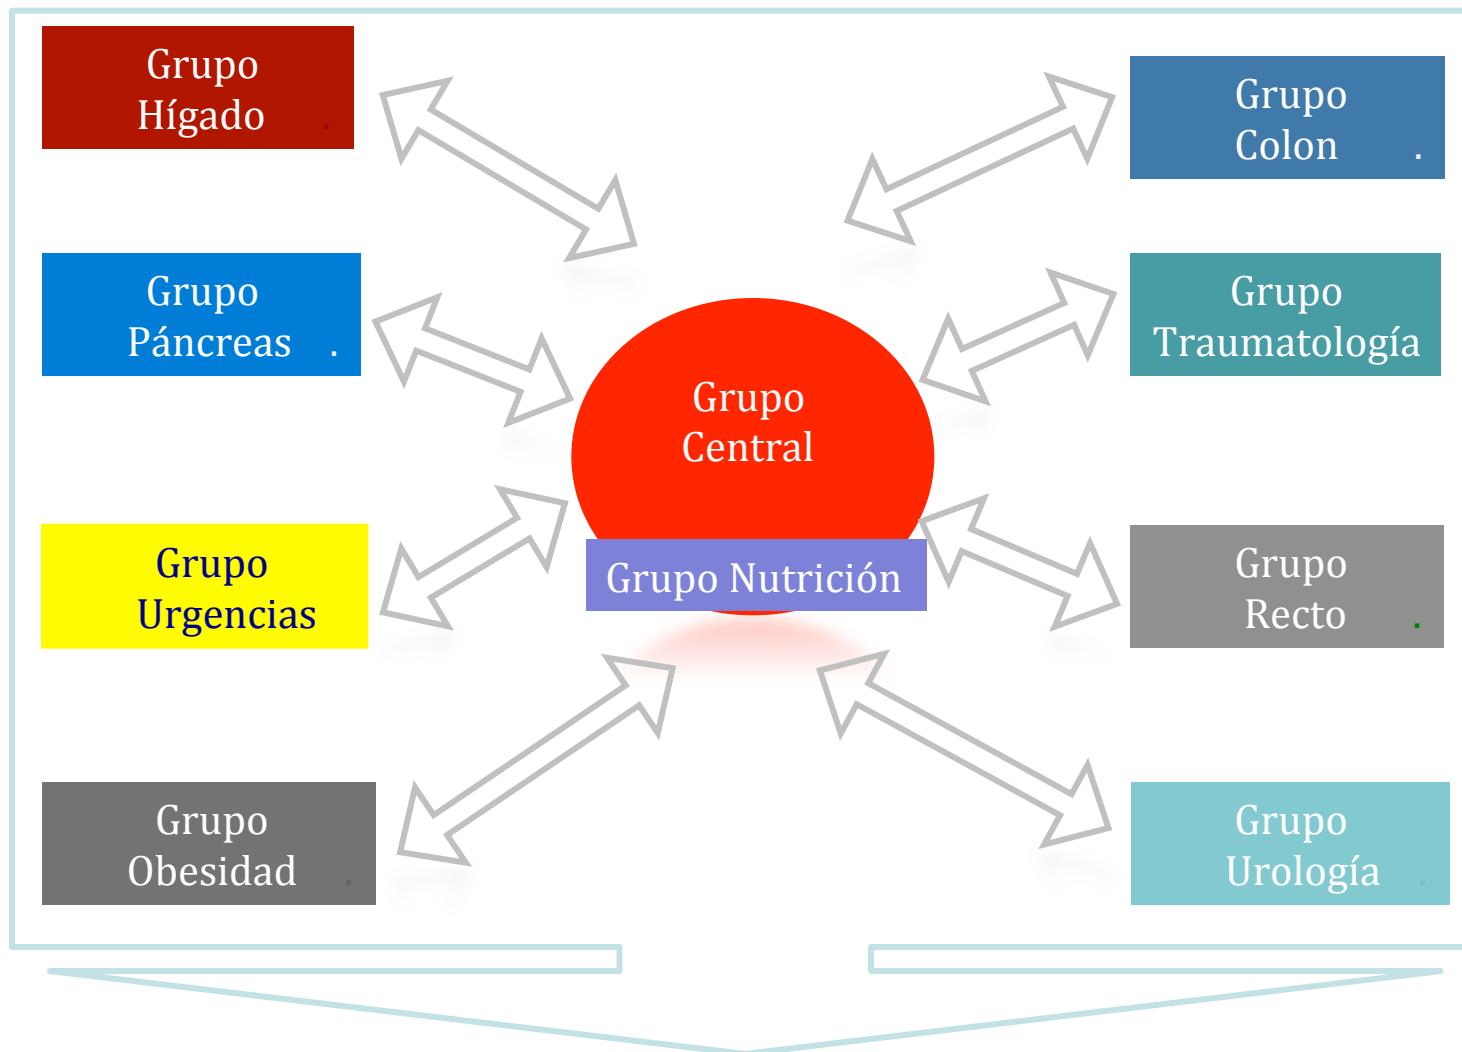 Grupo
Hígado .
Grupo
Páncreas .
Grupo
Urgencias
Grupo
Obesidad .
Grupo
Central
Grupo Nutrición
Grupo
Colon .
Grupo
Traumatología
Grupo
Recto .
Grupo
Urología .